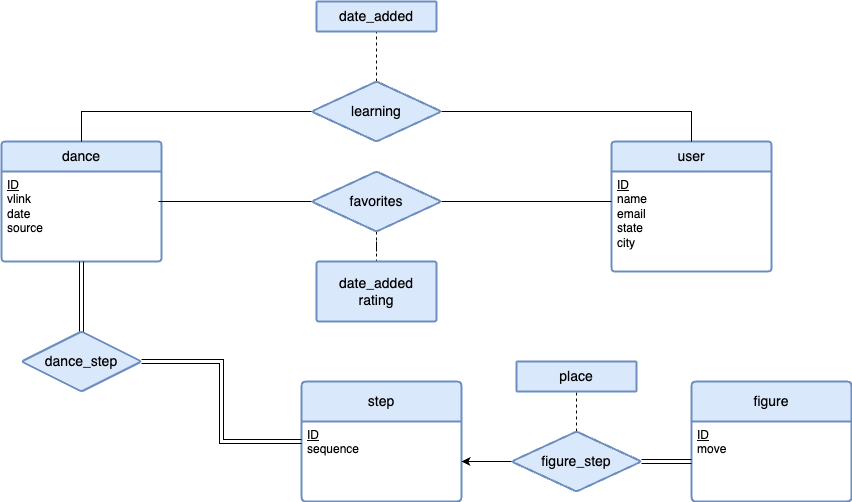 date_added
learning
dance
ID
vlink
date
source
user
ID
name
email
state
city
favorites
date_added
rating
dance_step
step
ID
sequence
place
figure_step
figure
ID
move